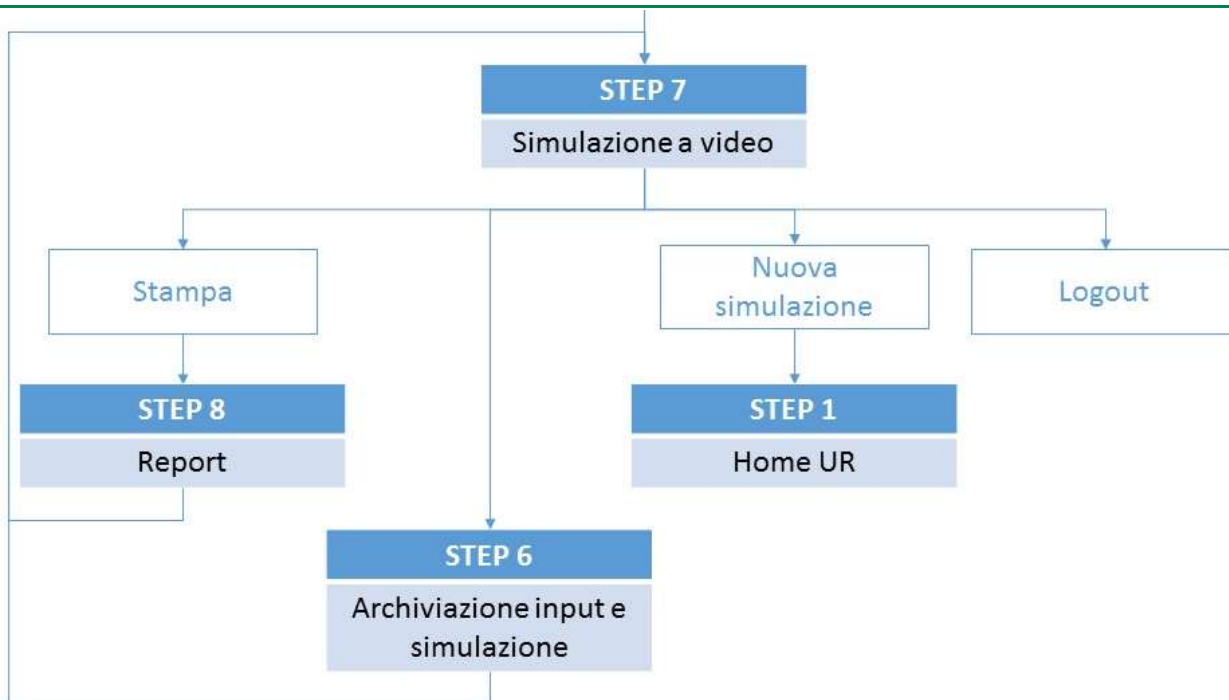 STEP 7
Simulazione a video
Stampa
Nuova
simulazione
Logout
STEP 8
Report
STEP 1
Home UR
STEP 6
Archiviazione input e
simulazione